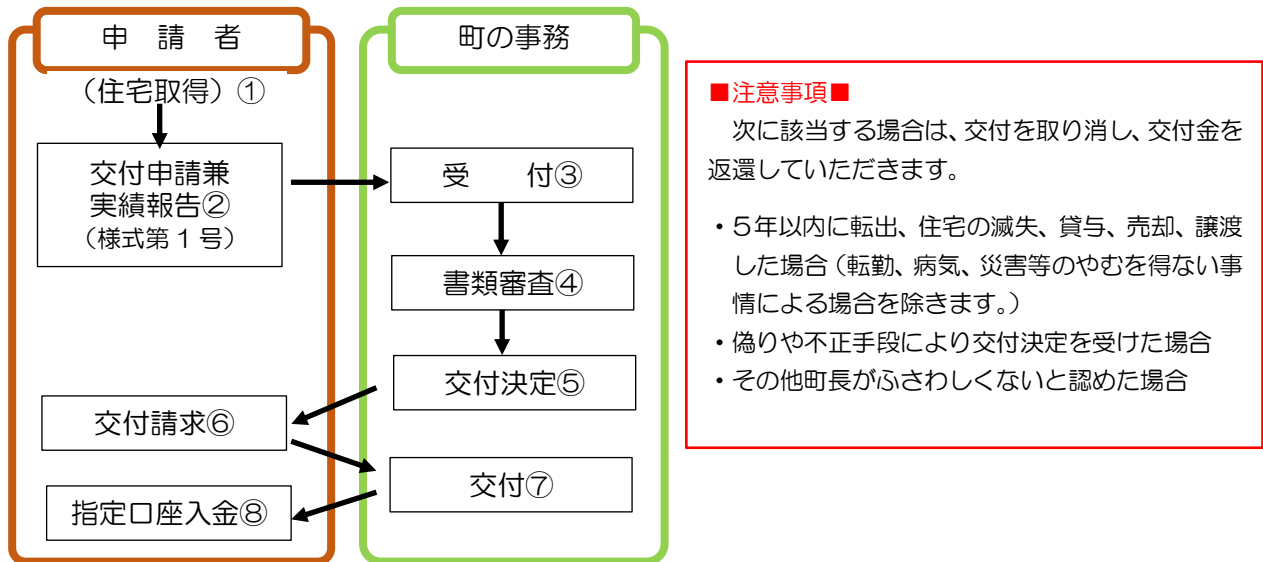 申　請　者
町の事務
（住宅取得）①
交付申請兼
実績報告②
（様式第１号）
受　　付③
書類審査④
交付決定⑤
交付請求⑥
交付⑦
指定口座入金⑧
■注意事項■
次に該当する場合は、交付を取り消し、交付金を
返還していただきます。
・５年以内に転出、住宅の滅失、貸与、売却、譲渡
した場合（転勤、病気、災害等のやむを得ない事
情による場合を除きます。）
・偽りや不正手段により交付決定を受けた場合
・その他町長がふさわしくないと認めた場合